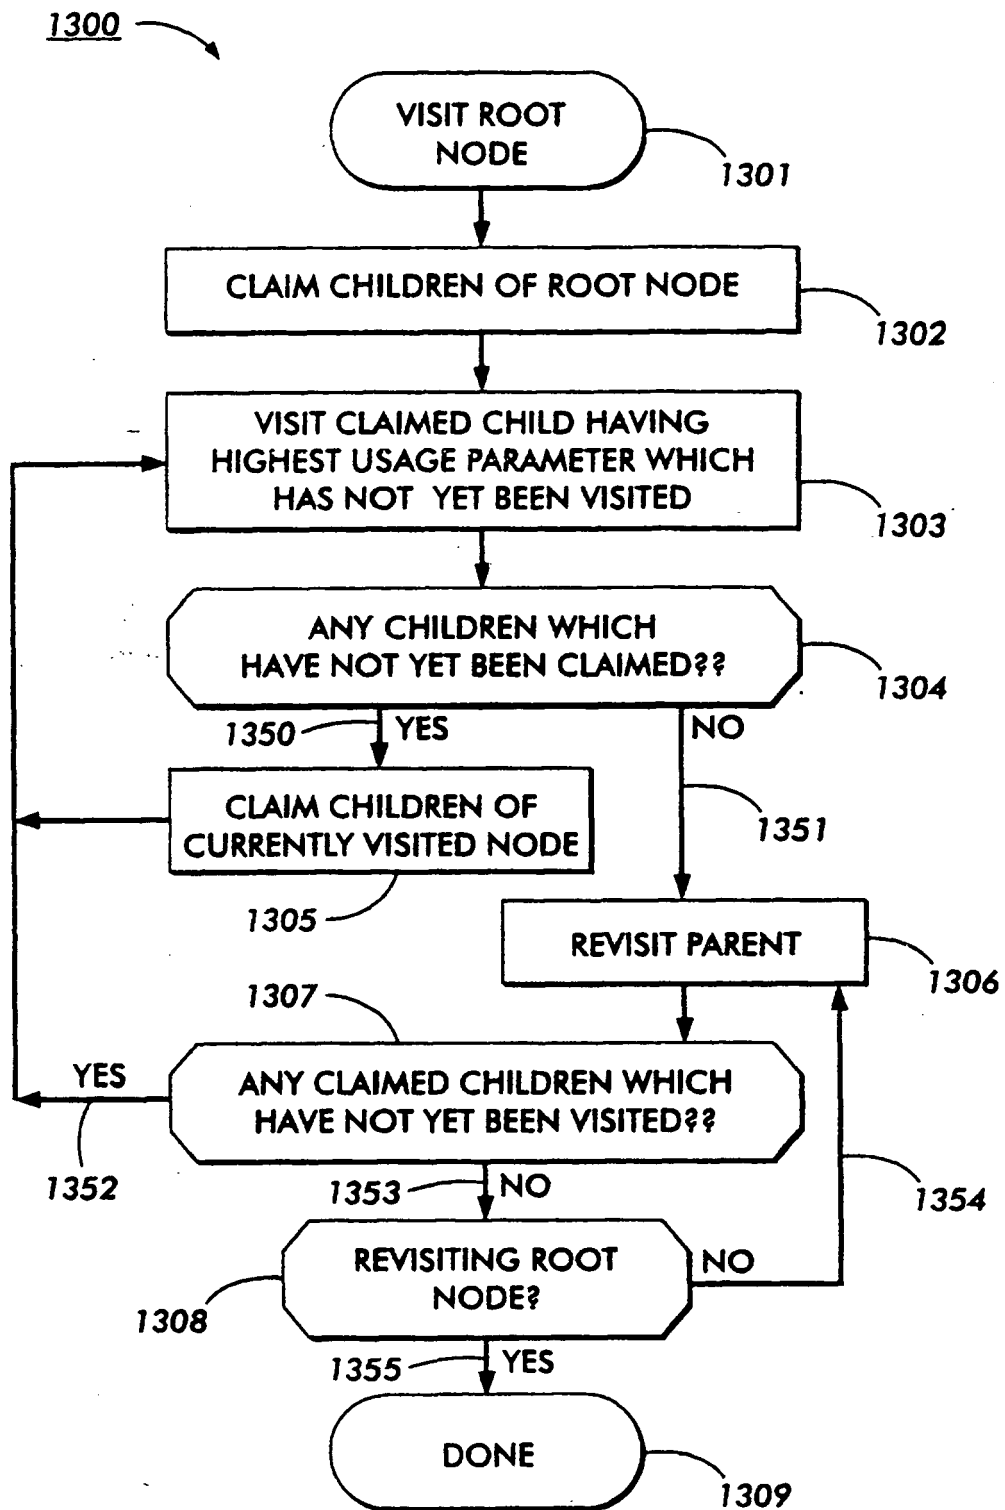 1300
VISIT ROOT
NODE
1301
CLAIM CHILDREN OF ROOT NODE
1302
VISIT CLAIMED CHILD HAVING
HIGHEST USAGE PARAMETER WHICH
HAS NOT YET BEEN VISITED
1303
ANY CHILDREN WHICH
HAVE NOT YET BEEN CLAIMED??
1304
1350
YES
NO
CLAIM CHILDREN OF
CURRENTLY VISITED NODE
1351
1305
REVISIT PARENT
1306
1307
ANY CLAIMED CHILDREN WHICH
HAVE NOT YET BEEN VISITED??
YES
1352
1353
NO
1354
REVISITING ROOT
NODE?
NO
1308
1355
YES
DONE
1309